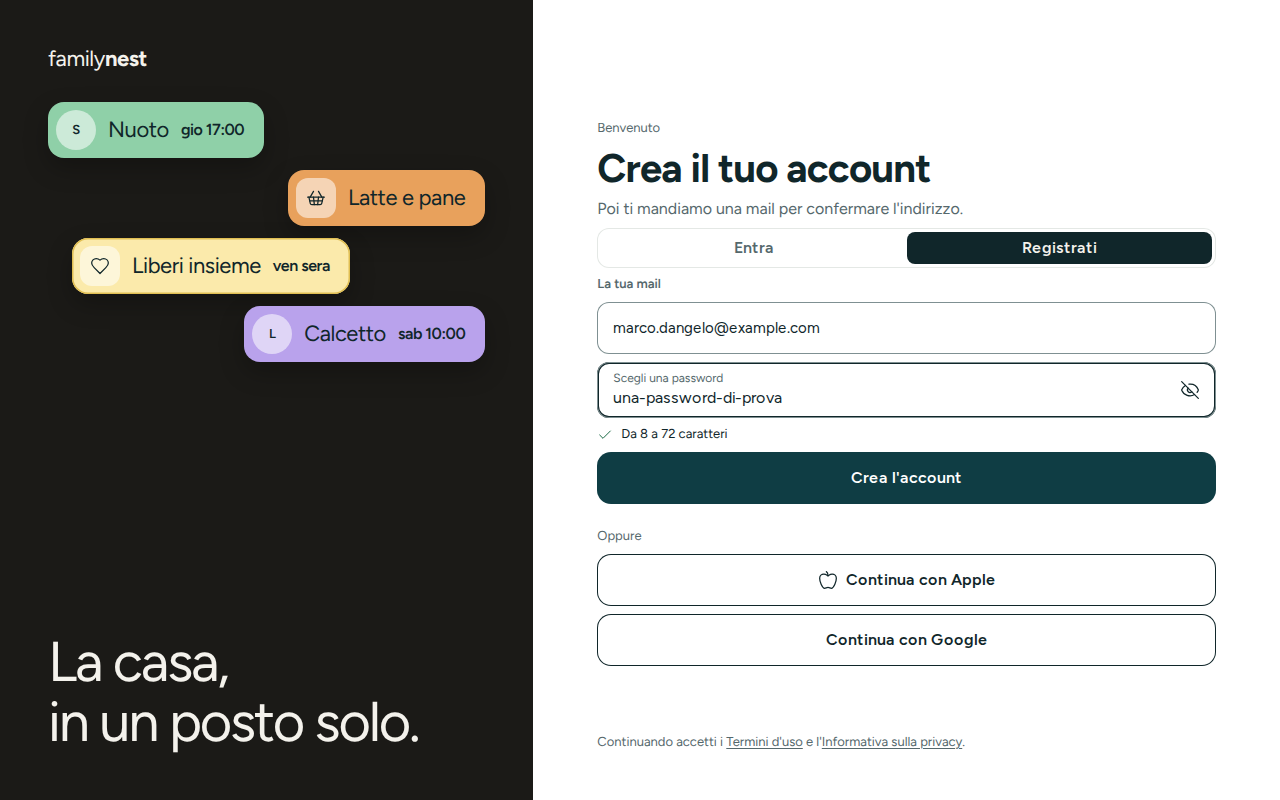 familynest
S Nuoto gio 17:00
Latte e pane
Liberi insieme ven sera
L Calcetto sab 10:00
La casa,
in un posto solo.
Benvenuto
Crea il tuo account
Poi ti mandiamo una mail per confermare l'indirizzo.
Entra Registrati
La tua mail
marco.dangelo@example.com
Scegli una password
una-password-di-prova
Da 8 a 72 caratteri
Crea l'account
Oppure
Continua con Apple
Continua con Google
Continuando accetti i Termini d'uso e l'Informativa sulla privacy.